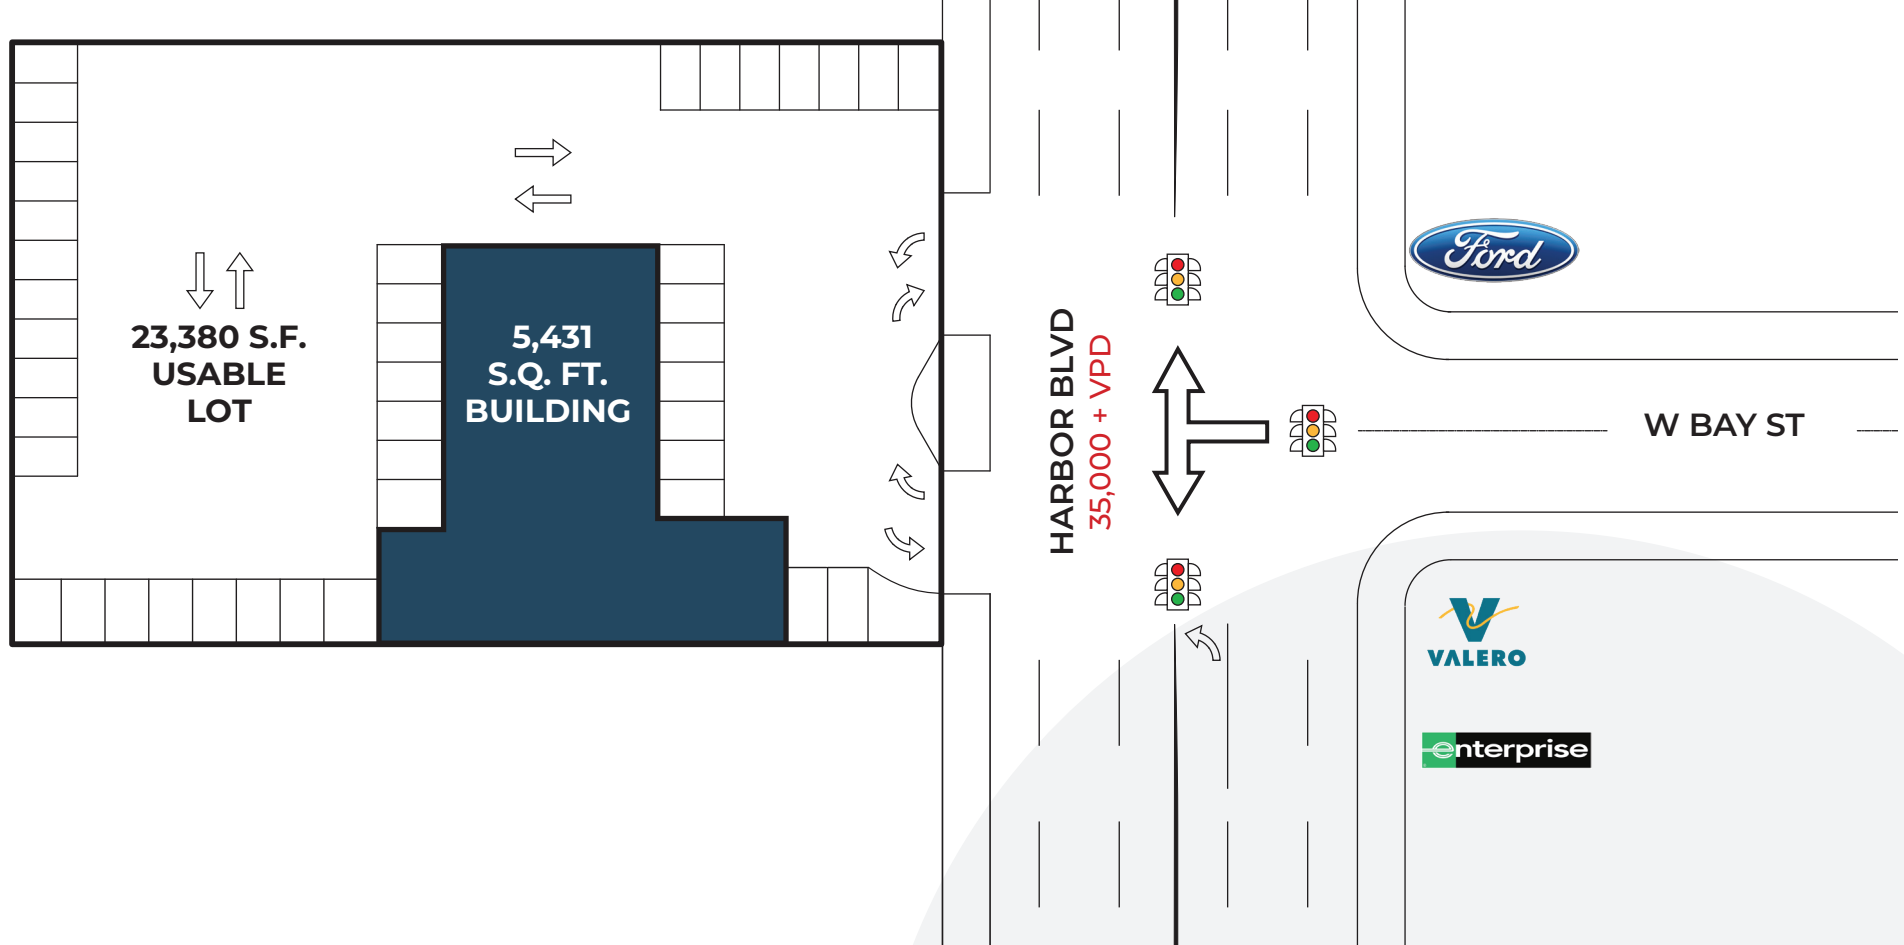 23,380 S.F.
USABLE
LOT
5,431
S.Q. FT.
BUILDING
HARBOR BLVD
35,000 + VPD
Ford
W BAY ST
VALERO
enterprise